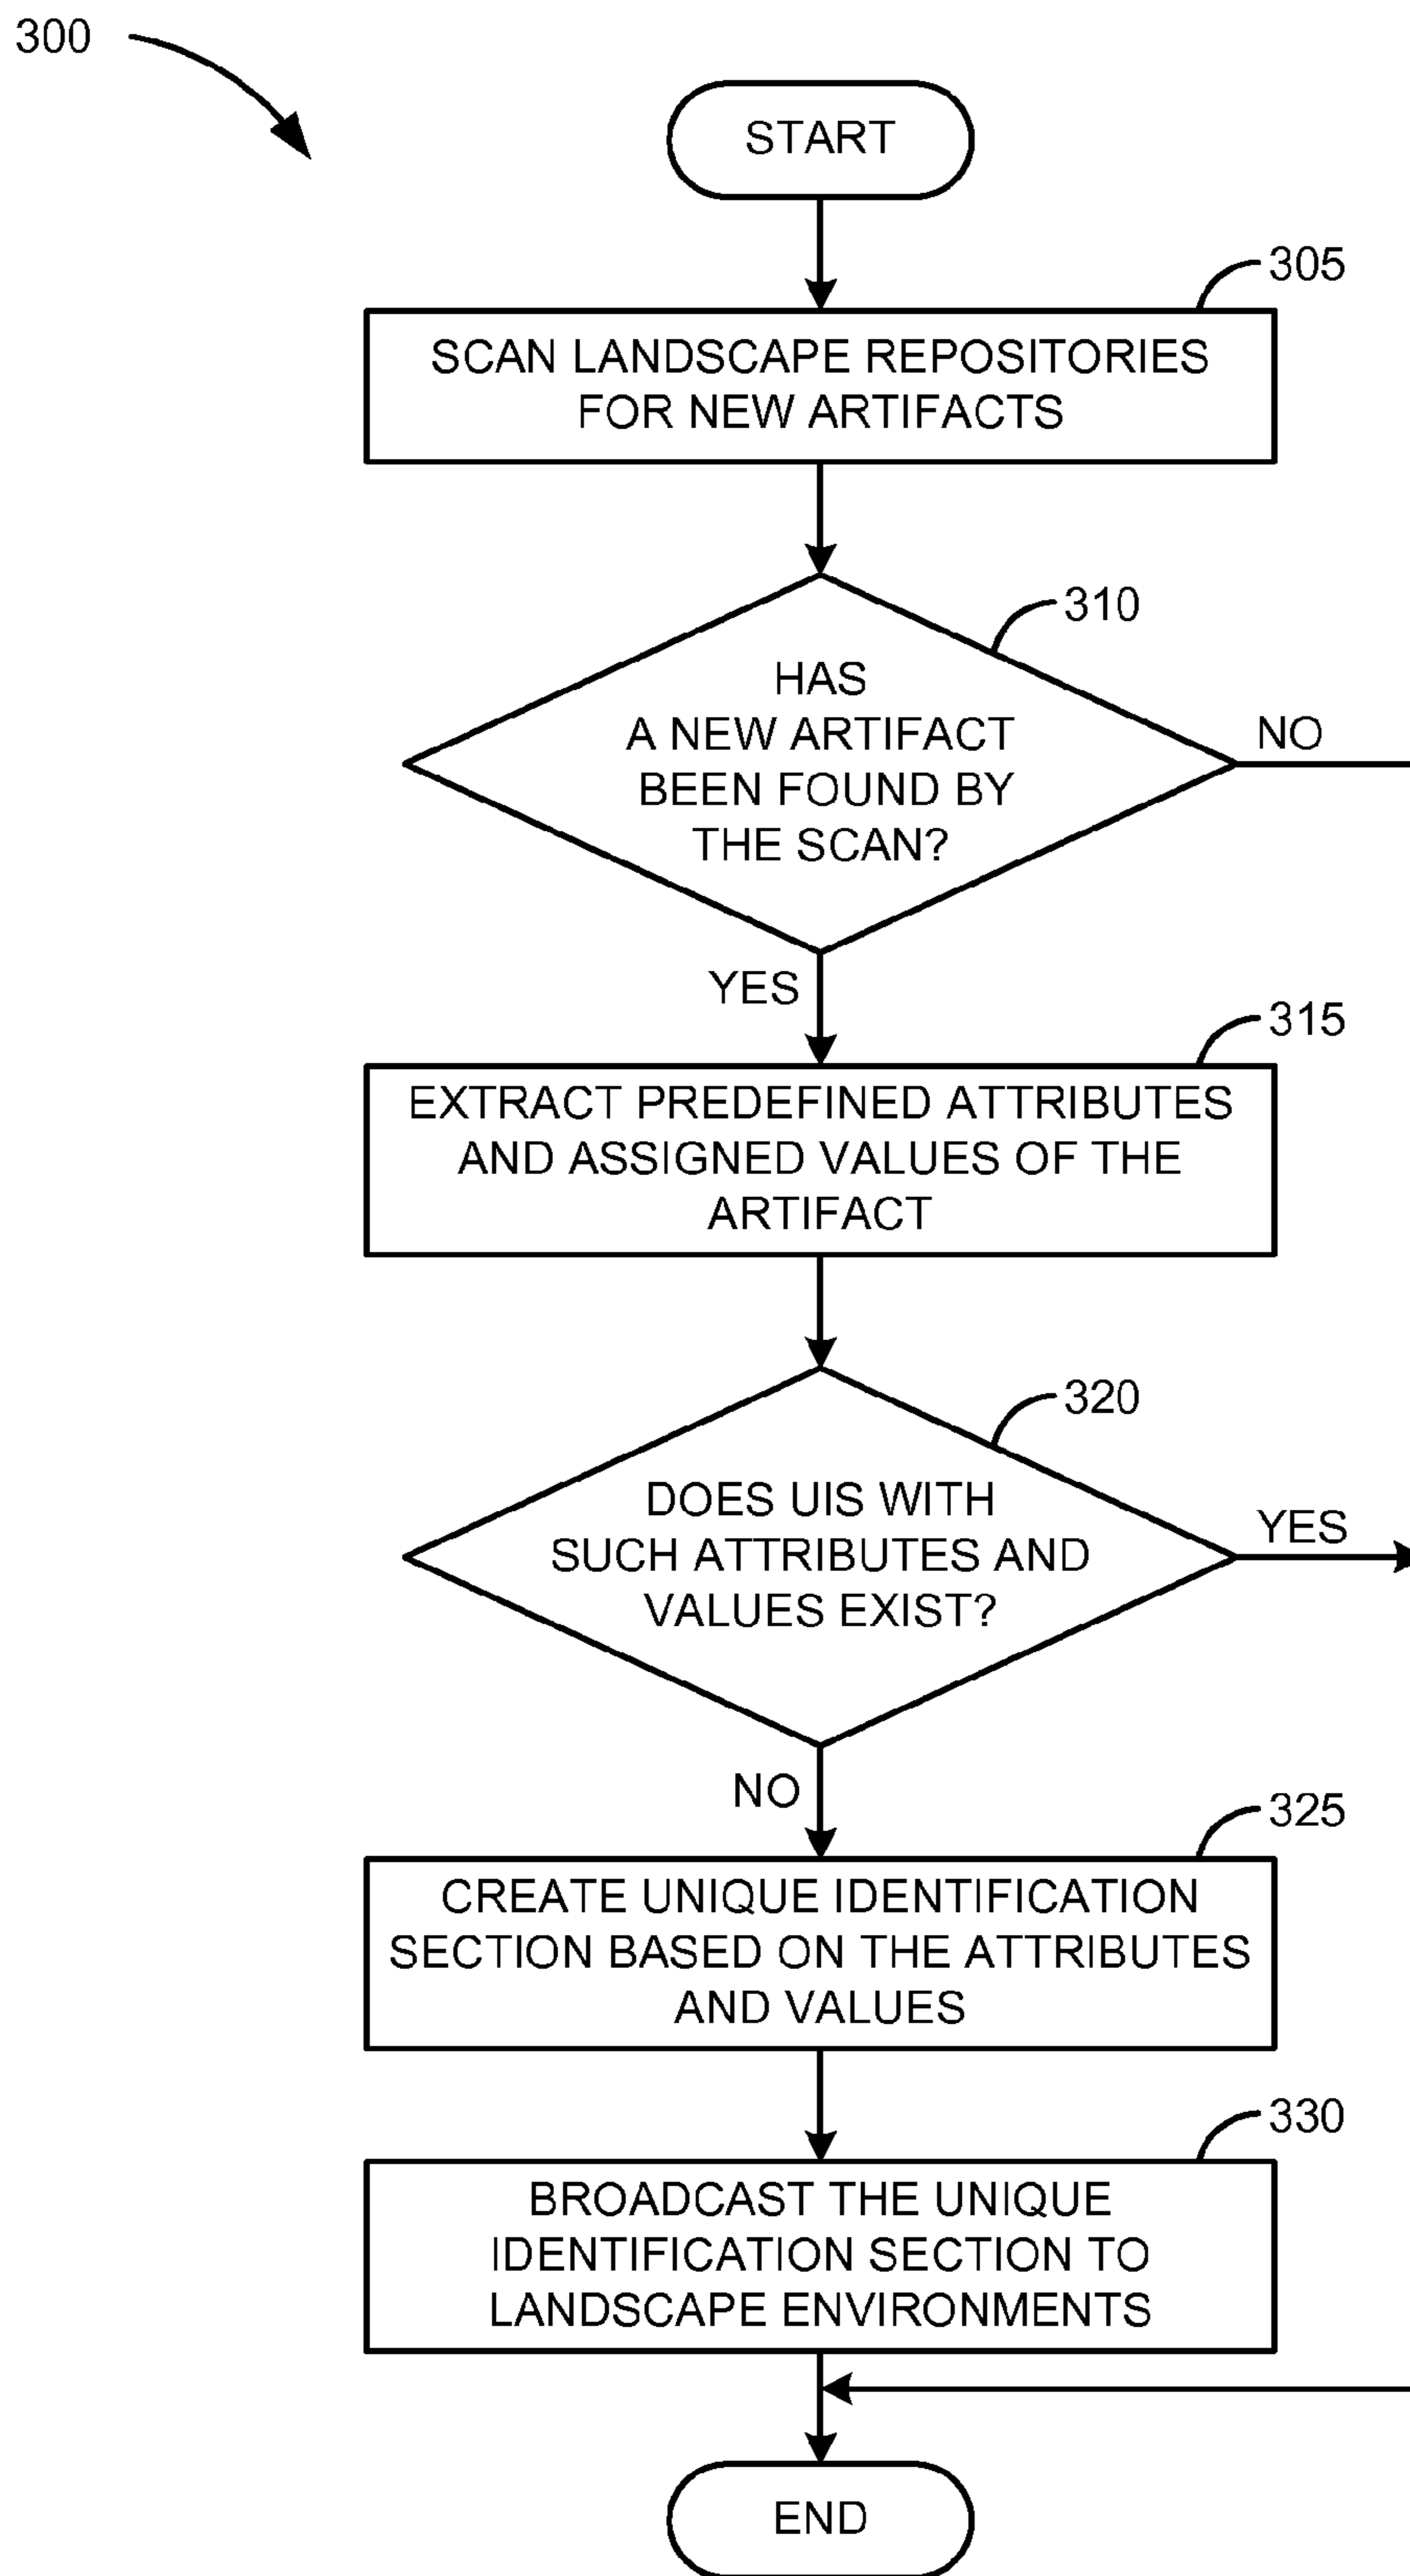 300
START
305
SCAN LANDSCAPE REPOSITORIES
FOR NEW ARTIFACTS
310
HAS
A NEW ARTIFACT
BEEN FOUND BY
THE SCAN?
NO
YES
315
EXTRACT PREDEFINED ATTRIBUTES
AND ASSIGNED VALUES OF THE
ARTIFACT
320
DOES UIS WITH
SUCH ATTRIBUTES AND
VALUES EXIST?
YES
NO
325
CREATE UNIQUE IDENTIFICATION
SECTION BASED ON THE ATTRIBUTES
AND VALUES
330
BROADCAST THE UNIQUE
IDENTIFICATION SECTION TO
LANDSCAPE ENVIRONMENTS
END